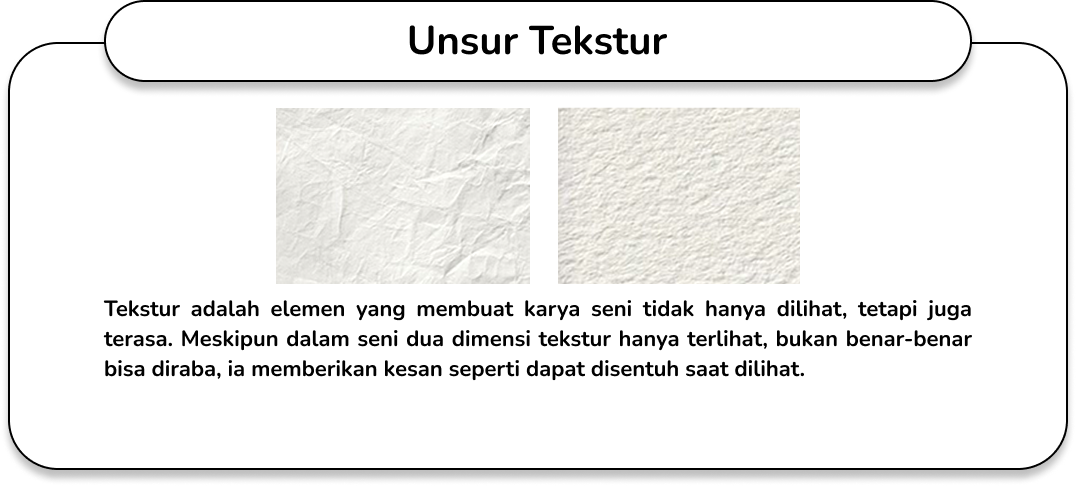 Unsur Tekstur
Tekstur adalah elemen yang membuat karya seni tidak hanya dilihat, tetapi juga
terasa. Meskipun dalam seni dua dimensi tekstur hanya terlihat, bukan benar-benar
bisa diraba, ia memberikan kesan seperti dapat disentuh saat dilihat.